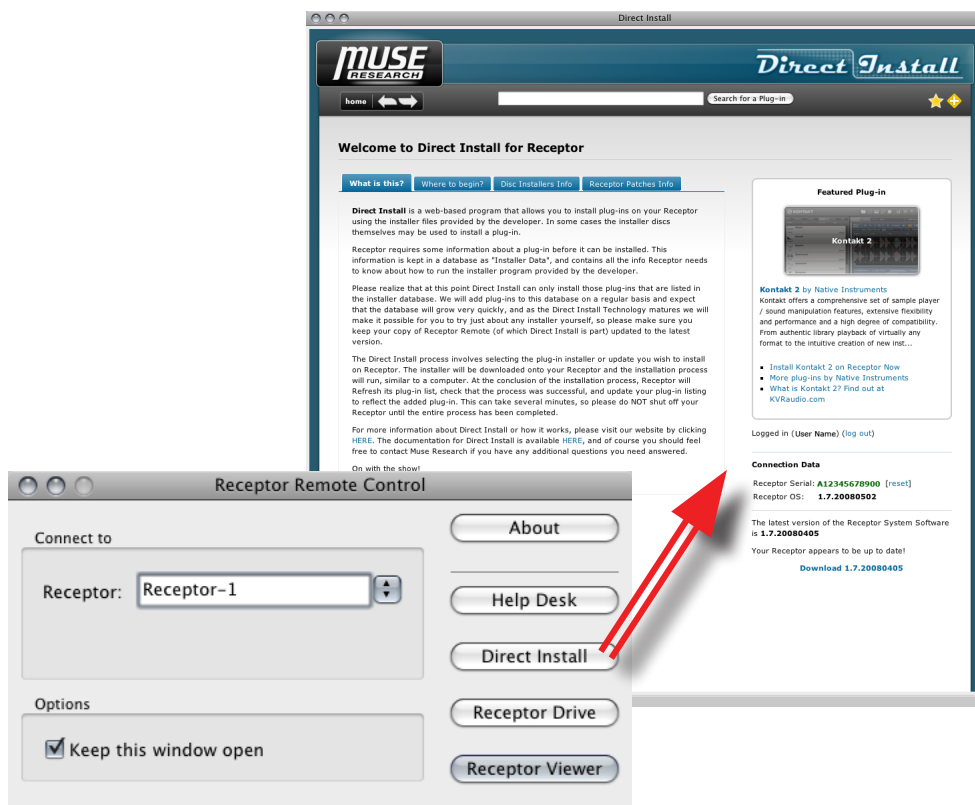 Direct Install
MUSE
RESEARCH
Direct Install
home
Search for a Plug-in
Welcome to Direct Install for Receptor
What is this?
Where to begin?
Disc Installers Info
Receptor Patches Info
Direct Install is a web-based program that allows you to install plug-ins on your Receptor
using the installer files provided by the developer. In some cases the installer discs
themselves may be used to install a plug-in.
Receptor requires some information about a plug-in before it can be installed. This
information is kept in a database as "Installer Data", and contains all the info Receptor needs
to know about how to run the installer program provided by the developer.
Please realize that at this point Direct Install can only install those plug-ins that are listed in
the installer database. We will add plug-ins to this database on a regular basis and expect
that the database will grow very quickly, and as the Direct Install Technology matures we will
make it possible for you to try just about any installer yourself, so please make sure you
keep your copy of Receptor Remote (of which Direct Install is part) updated to the latest
version.
The Direct Install process involves selecting the plug-in installer or update you wish to install
on Receptor. The installer will be downloaded onto your Receptor and the installation process
will run, similar to a computer. At the conclusion of the installation process, Receptor will
Refresh its plug-in list, check that the process was successful, and update your plug-in listing
to reflect the added plug-in. This can take several minutes, so please do NOT shut off your
Receptor until the entire process has been completed.
For more information about Direct Install or how it works, please visit our website by clicking
HERE. The documentation for Direct Install is available HERE, and of course you should feel
free to contact Muse Research if you have any additional questions you need answered.
On with the show!
Featured Plug-in
Kontakt 2
Kontakt 2 by Native Instruments
Kontakt offers a comprehensive set of sample player
/ sound manipulation features, extensive flexibility
and performance and a high degree of compatibility.
From authentic library playback of virtually any
format to the intuitive creation of new inst...
Install Kontakt 2 on Receptor Now
More plug-ins by Native Instruments
What is Kontakt 2? Find out at
KVRaudio.com
Logged in (User Name) (log out)
Connection Data
Receptor Serial: A12345678900 [reset]
Receptor OS: 1.7.20080502
The latest version of the Receptor System Software
is 1.7.20080405
Your Receptor appears to be up to date!
Download 1.7.20080405
Receptor Remote Control
Connect to
Receptor: Receptor-1
Options
Keep this window open
About
Help Desk
Direct Install
Receptor Drive
Receptor Viewer